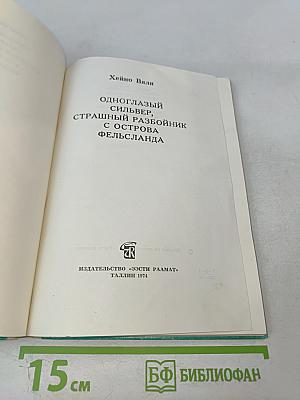 Хейно Вяли
ОДНОГЛАЗЫЙ
СИЛЬВЕР,
СТРАШНЫЙ РАЗБОЙНИК
С ОСТРОВА
ФЕЛЬСЛАНДА
ИЗДАТЕЛЬСТВО «ЭЭСТИ РААМАТ»
ТАЛЛИН 1974
15 см
БФ БИБЛИОФАН